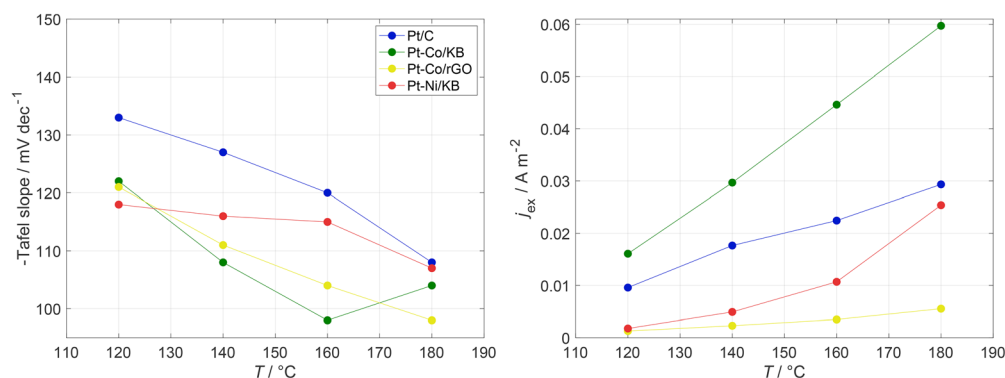 150
140
130
120
110
100
110 120 130 140 150 160 170 180 190
T / °C
-Tafel slope / mV dec⁻¹
Pt/C
Pt-Co/KB
Pt-Co/rGO
Pt-Ni/KB
0.06
0.05
0.04
0.03
0.02
0.01
0
110 120 130 140 150 160 170 180 190
T / °C
jex / A m⁻²